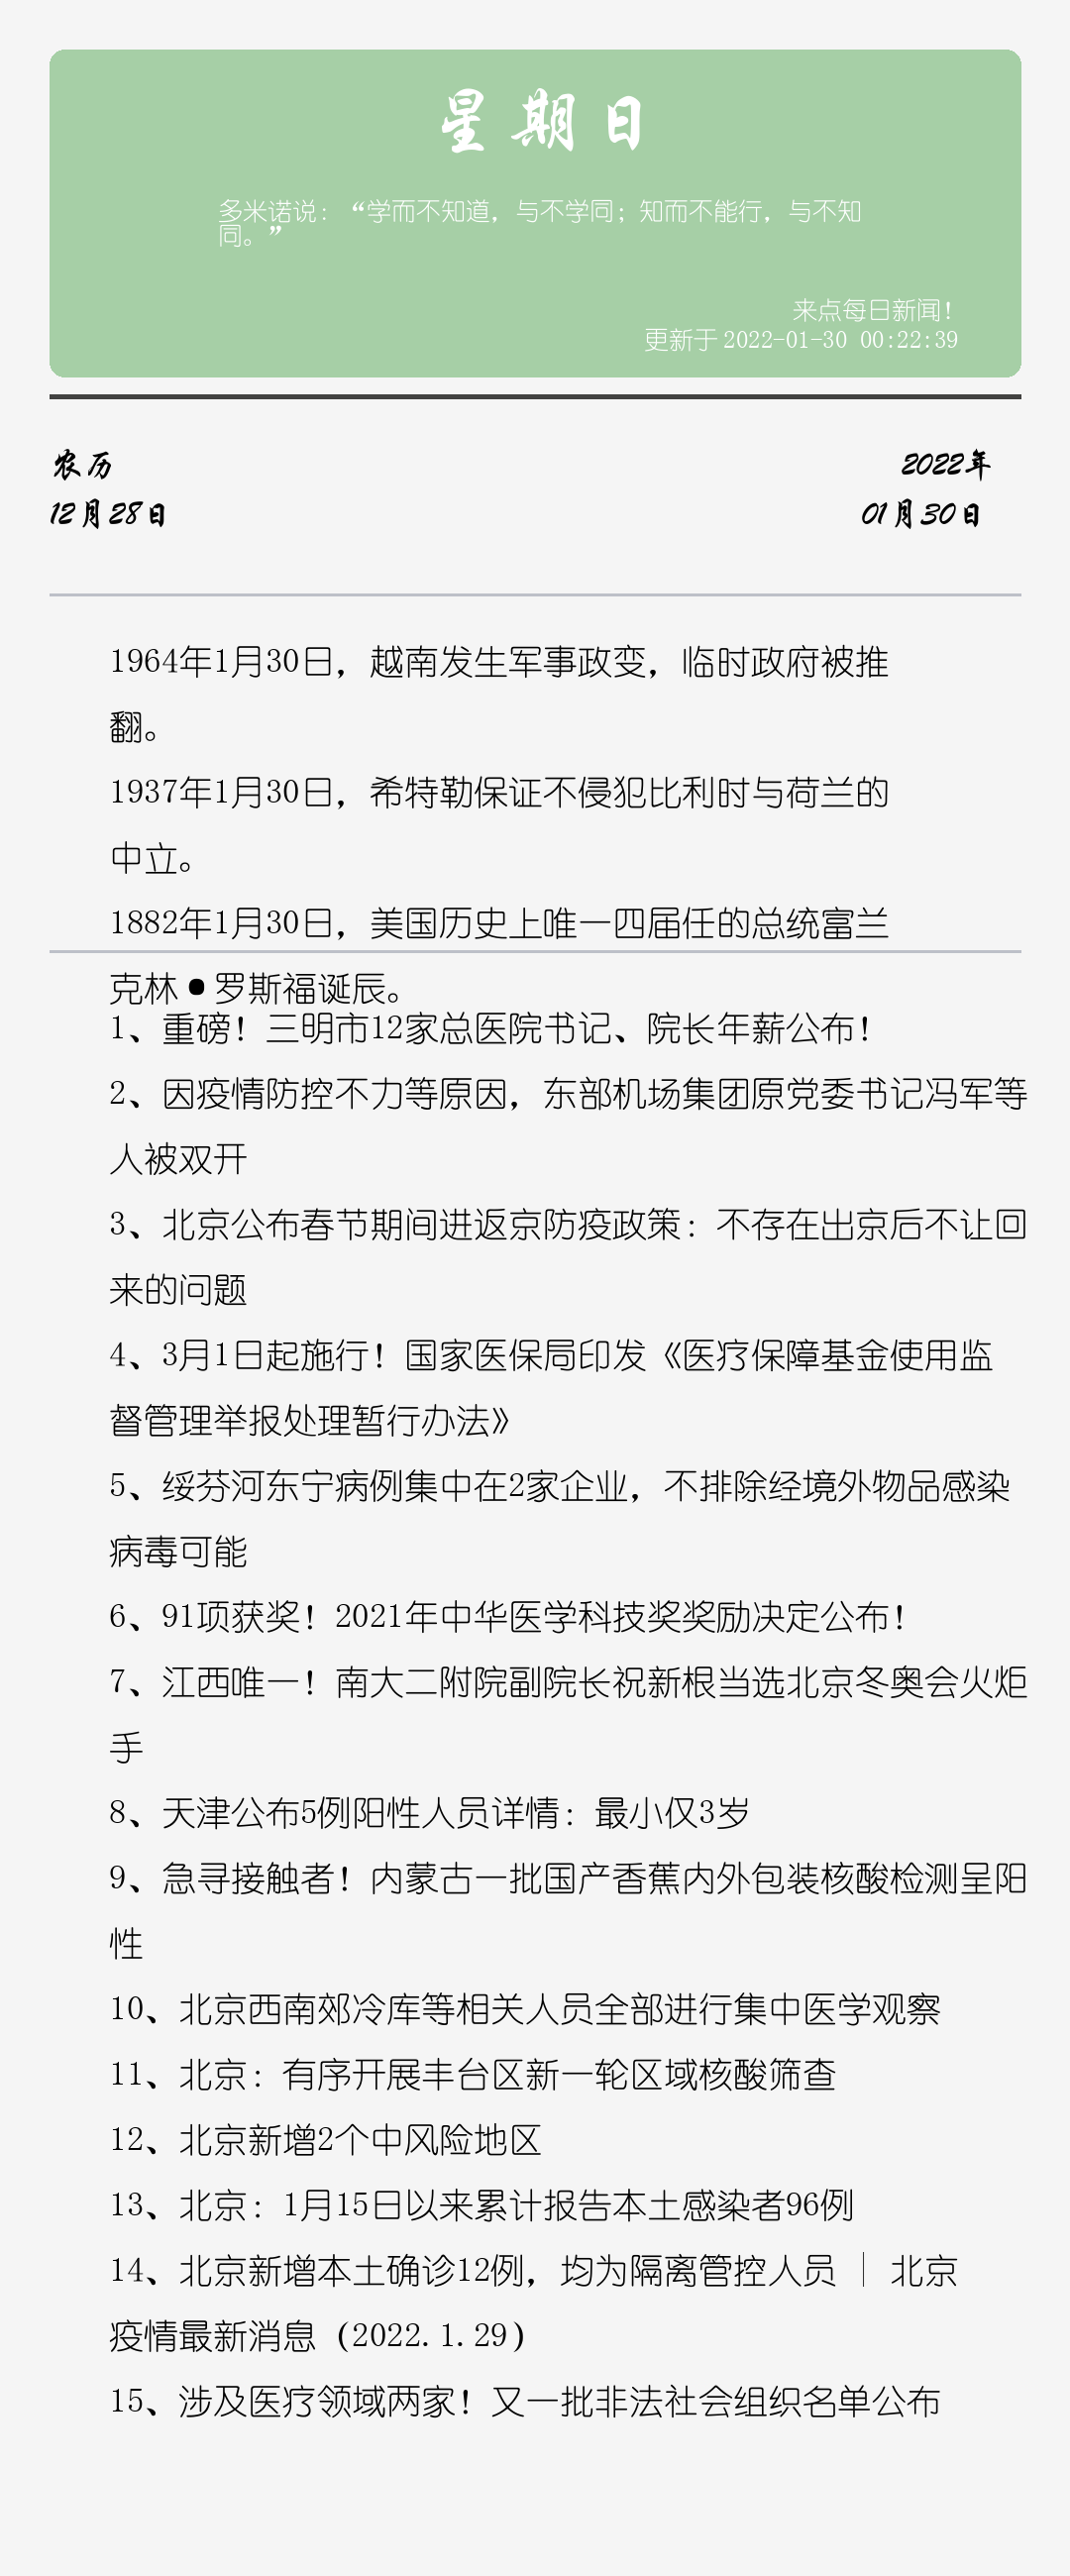 星期日
多米诺说：“学而不知道，与不学同；知而不能行，与不知
同。”
来点每日新闻！
更新于 2022-01-30 00:22:39
农历
2022年
12月28日
01月30日
1964年1月30日，越南发生军事政变，临时政府被推
翻。
1937年1月30日，希特勒保证不侵犯比利时与荷兰的
中立。
1882年1月30日，美国历史上唯一四届任的总统富兰
克林•罗斯福诞辰。
1、重磅！三明市12家总医院书记、院长年薪公布！
2、因疫情防控不力等原因，东部机场集团原党委书记冯军等
人被双开
3、北京公布春节期间进返京防疫政策：不存在出京后不让回
来的问题
4、3月1日起施行！国家医保局印发《医疗保障基金使用监
督管理举报处理暂行办法》
5、绥芬河东宁病例集中在2家企业，不排除经境外物品感染
病毒可能
6、91项获奖！2021年中华医学科技奖奖励决定公布！
7、江西唯一！南大二附院副院长祝新根当选北京冬奥会火炬
手
8、天津公布5例阳性人员详情：最小仅3岁
9、急寻接触者！内蒙古一批国产香蕉内外包装核酸检测呈阳
性
10、北京西南郊冷库等相关人员全部进行集中医学观察
11、北京：有序开展丰台区新一轮区域核酸筛查
12、北京新增2个中风险地区
13、北京：1月15日以来累计报告本土感染者96例
14、北京新增本土确诊12例，均为隔离管控人员｜北京
疫情最新消息（2022.1.29）
15、涉及医疗领域两家！又一批非法社会组织名单公布